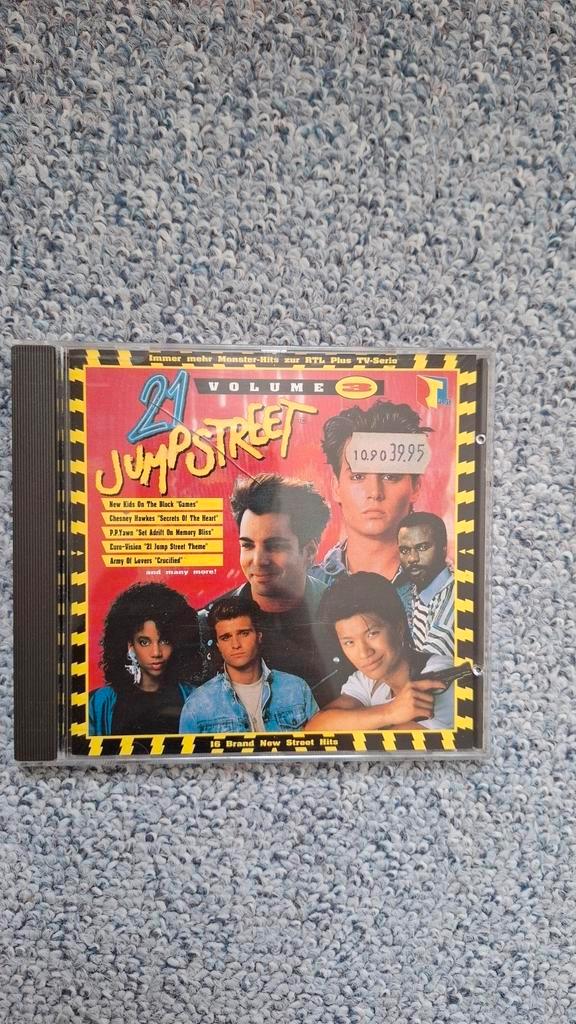 Immer mehr Monster-Hits zur RTL Plus TV-Serie
21
VOLUME 3
JUMPSTREET
10.90 39.95
New Kids On The Block "Games"
Chesney Hawkes "Secrets Of The Heart"
P.P.Yawn "Set Adrift On Memory Bliss"
Euro-Vision "21 Jump Street Theme"
Army Of Lovers "Crucified"
and many more!
16 Brand New Street Hits